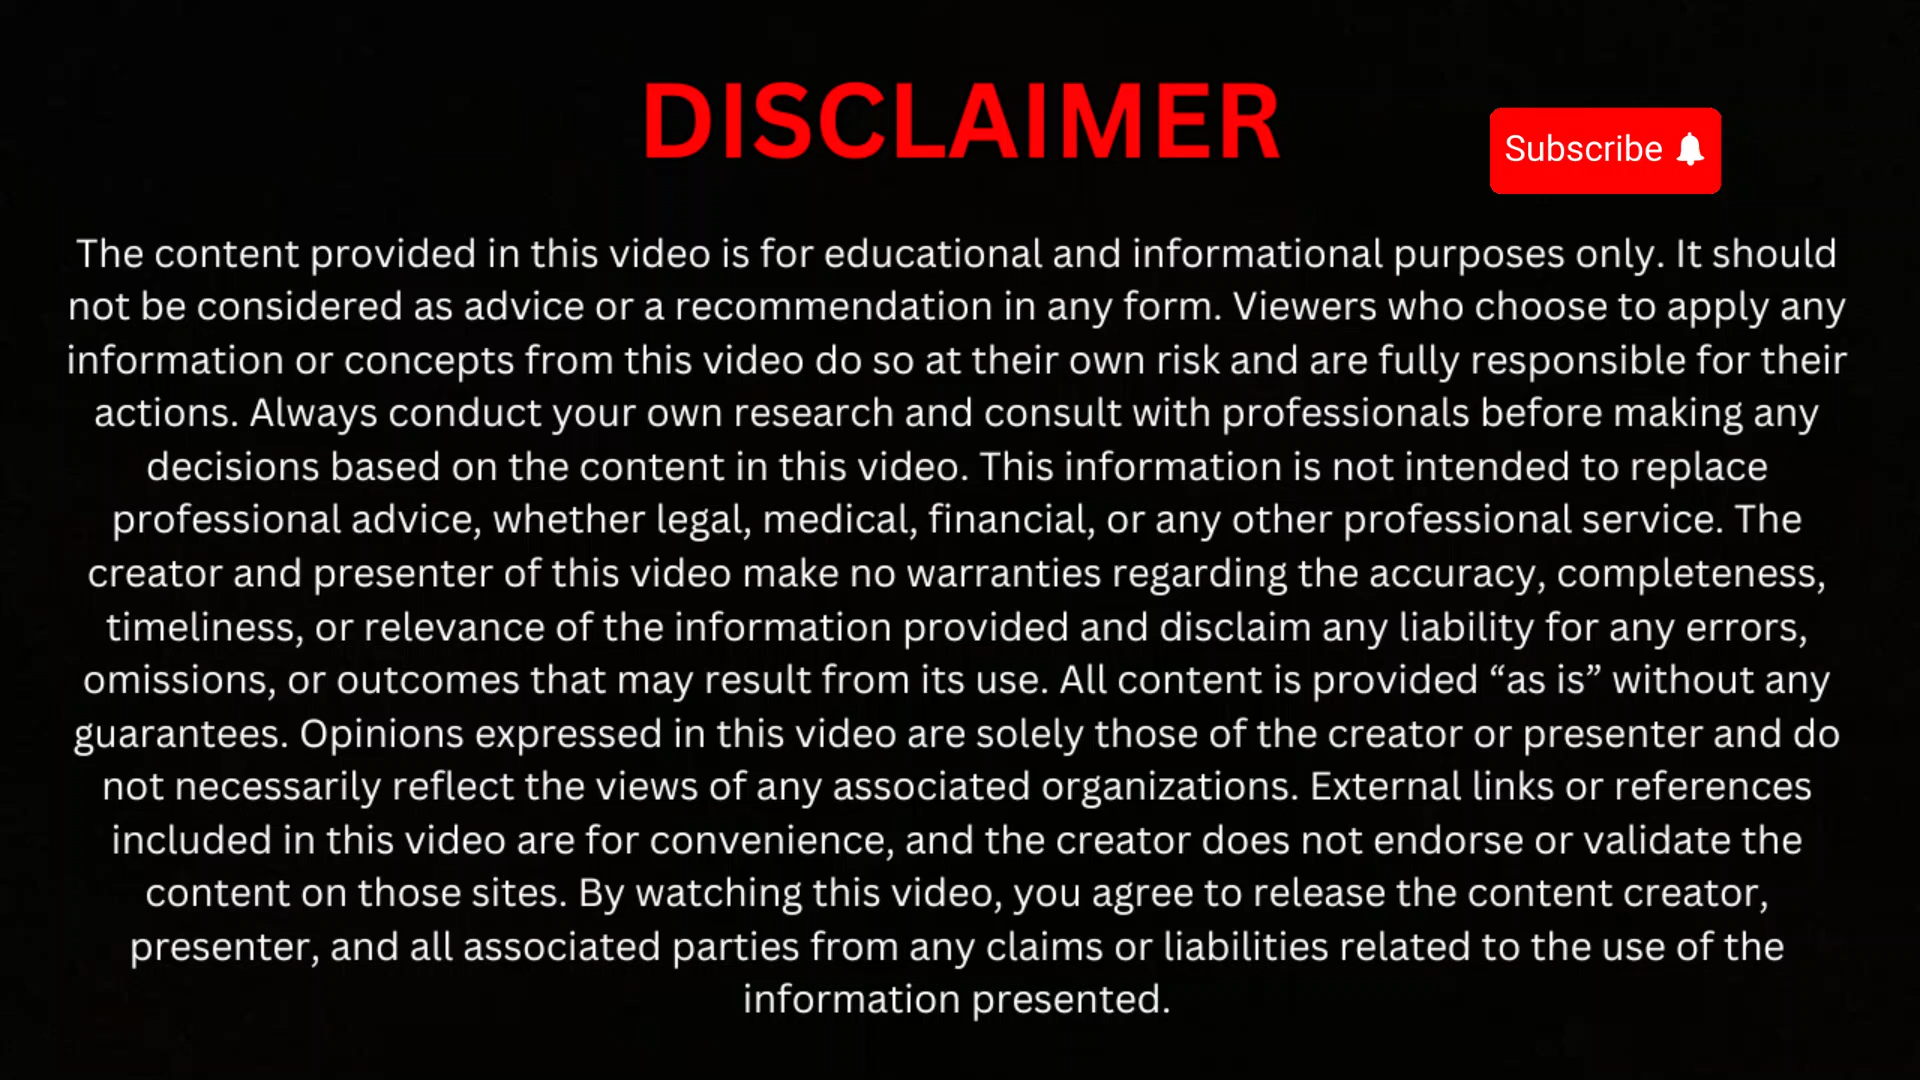 DISCLAIMER
Subscribe
The content provided in this video is for educational and informational purposes only. It should
not be considered as advice or a recommendation in any form. Viewers who choose to apply any
information or concepts from this video do so at their own risk and are fully responsible for their
actions. Always conduct your own research and consult with professionals before making any
decisions based on the content in this video. This information is not intended to replace
professional advice, whether legal, medical, financial, or any other professional service. The
creator and presenter of this video make no warranties regarding the accuracy, completeness,
timeliness, or relevance of the information provided and disclaim any liability for any errors,
omissions, or outcomes that may result from its use. All content is provided “as is” without any
guarantees. Opinions expressed in this video are solely those of the creator or presenter and do
not necessarily reflect the views of any associated organizations. External links or references
included in this video are for convenience, and the creator does not endorse or validate the
content on those sites. By watching this video, you agree to release the content creator,
presenter, and all associated parties from any claims or liabilities related to the use of the
information presented.